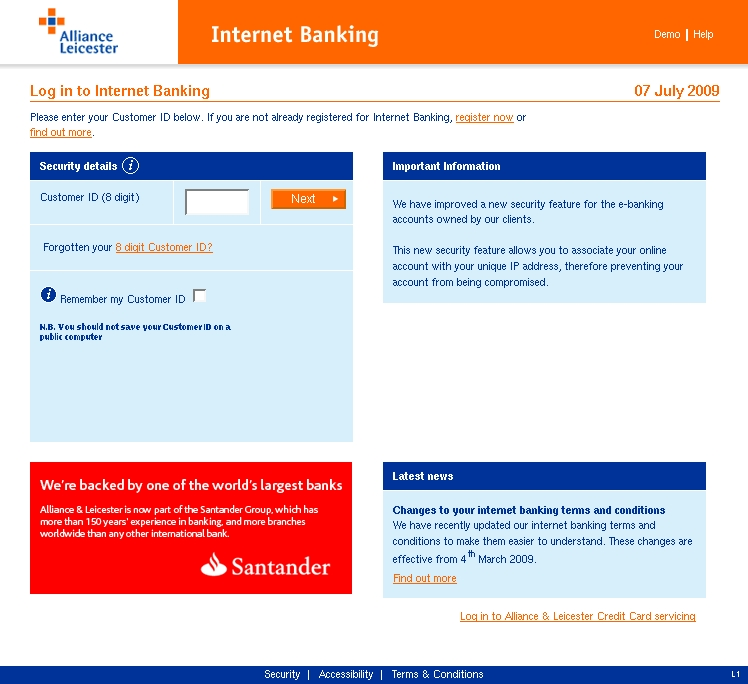 Alliance
Leicester
Internet Banking
Demo | Help
Log in to Internet Banking
07 July 2009
Please enter your Customer ID below. If you are not already registered for Internet Banking, register now or
find out more.
Security details i
Customer ID (8 digit)
Next
Forgotten your 8 digit Customer ID?
i Remember my Customer ID
N.B. You should not save your Customer ID on a
public computer
Important Information
We have improved a new security feature for the e-banking
accounts owned by our clients.
This new security feature allows you to associate your online
account with your unique IP address, therefore preventing your
account from being compromised.
We're backed by one of the world's largest banks
Alliance & Leicester is now part of the Santander Group, which has
more than 150 years' experience in banking, and more branches
worldwide than any other international bank.
Santander
Latest news
Changes to your internet banking terms and conditions
We have recently updated our internet banking terms and
conditions to make them easier to understand. These changes are
effective from 4th March 2009.
Find out more
Log in to Alliance & Leicester Credit Card servicing
Security | Accessibility | Terms & Conditions
L1